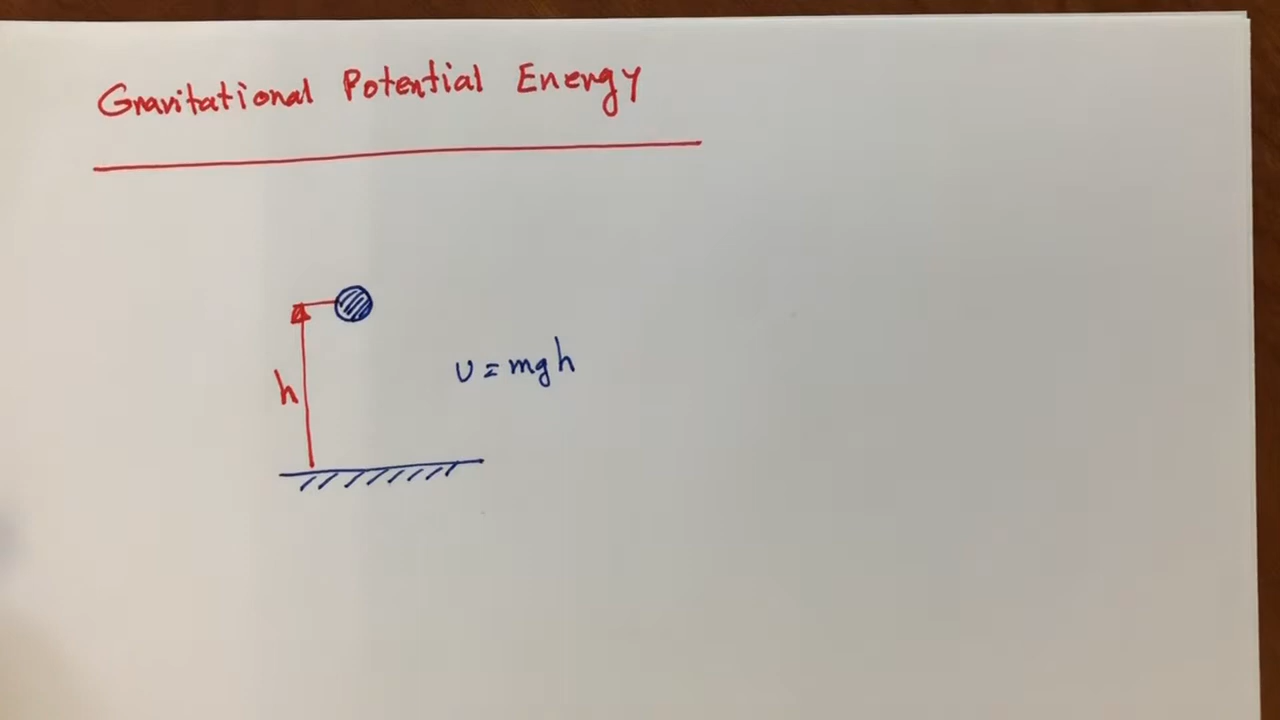 Gravitational Potential Energy
h
U = mgh